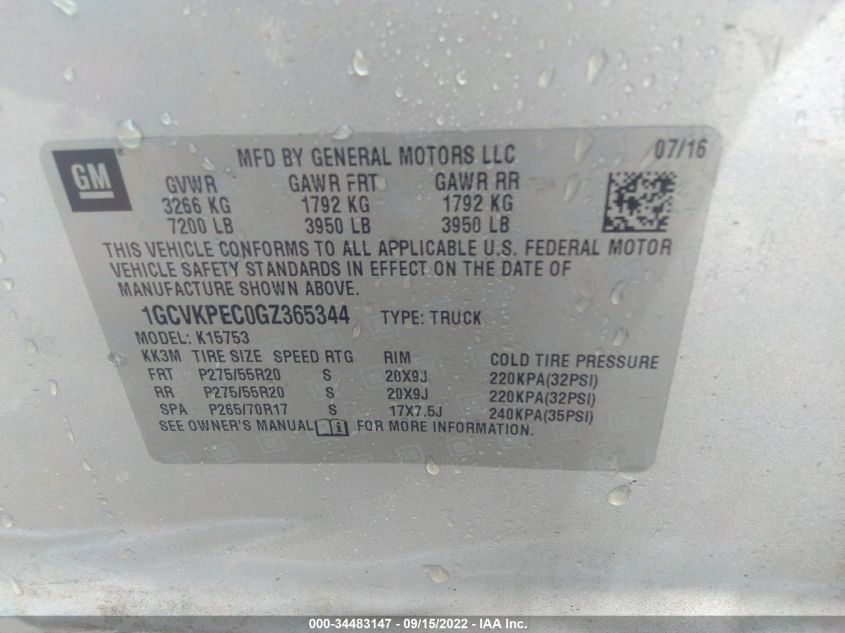 GM
MFD BY GENERAL MOTORS LLC 07/16
GVWR GAWR FRT GAWR RR
3266 KG 1792 KG 1792 KG
7200 LB 3950 LB 3950 LB
THIS VEHICLE CONFORMS TO ALL APPLICABLE U.S. FEDERAL MOTOR
VEHICLE SAFETY STANDARDS IN EFFECT ON THE DATE OF
MANUFACTURE SHOWN ABOVE.
1GCVKPEC0GZ365344 TYPE: TRUCK
MODEL: K15753
KK3M TIRE SIZE SPEED RTG RIM COLD TIRE PRESSURE
FRT P275/55R20 S 20X9J 220KPA(32PSI)
RR P275/55R20 S 20X9J 220KPA(32PSI)
SPA P265/70R17 S 17X7.5J 240KPA(35PSI)
SEE OWNER'S MANUAL i FOR MORE INFORMATION.
000-34483147 - 09/15/2022 - IAA Inc.